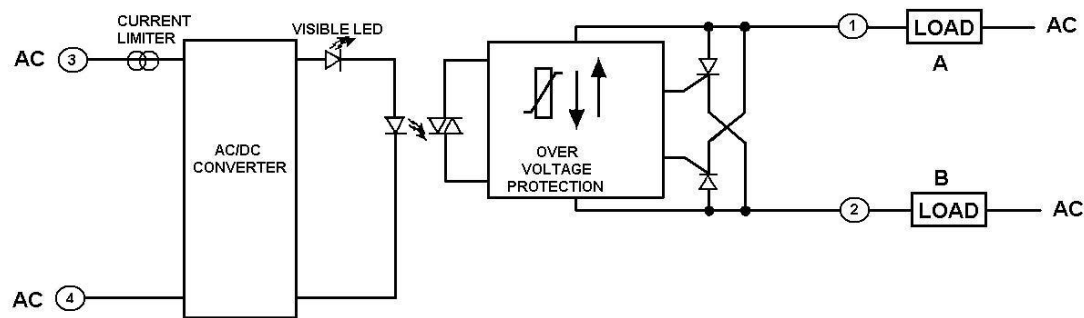 CURRENT
LIMITER
VISIBLE LED
AC 3
AC/DC
CONVERTER
AC 4
OVER
VOLTAGE
PROTECTION
1 LOAD AC
A
B
2 LOAD AC